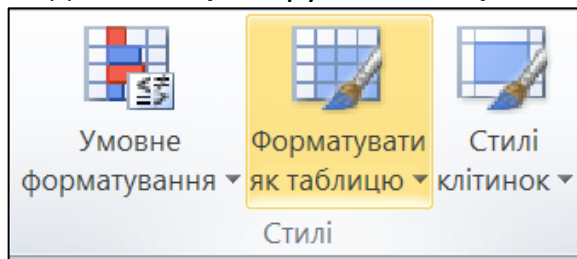 Умовне
форматування
Форматувати
як таблицю
Стилі
клітинок
Стилі